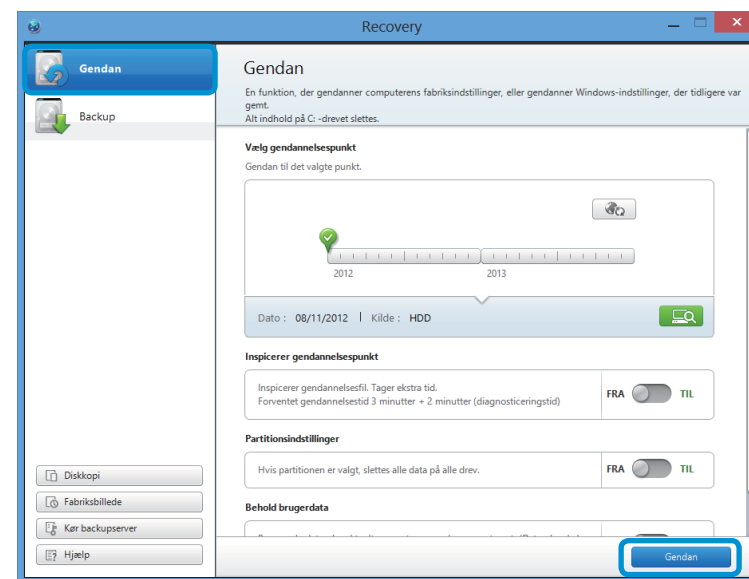 Recovery
Gendan
Backup
Gendan
En funktion, der gendanner computerens fabriksindstillinger, eller gendanner Windows-indstillinger, der tidligere var
gemt.
Alt indhold på C: -drevet slettes.
Vælg gendannelsespunkt
Gendan til det valgte punkt.
2012 2013
Dato : 08/11/2012 | Kilde : HDD
Inspicerer gendannelsespunkt
Inspicerer gendannelsesfil. Tager ekstra tid.
Forventet gendannelsestid 3 minutter + 2 minutter (diagnosticeringstid)
FRA TIL
Partitionsindstillinger
Hvis partitionen er valgt, slettes alle data på alle drev.
FRA TIL
Behold brugerdata
Diskkopi
Fabriksbillede
Kør backupserver
Hjælp
Gendan